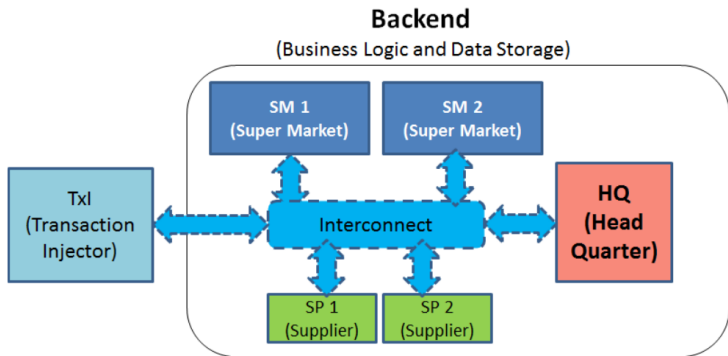 Backend
(Business Logic and Data Storage)
SM 1
(Super Market)
SM 2
(Super Market)
TxI
(Transaction
Injector)
Interconnect
HQ
(Head
Quarter)
SP 1
(Supplier)
SP 2
(Supplier)